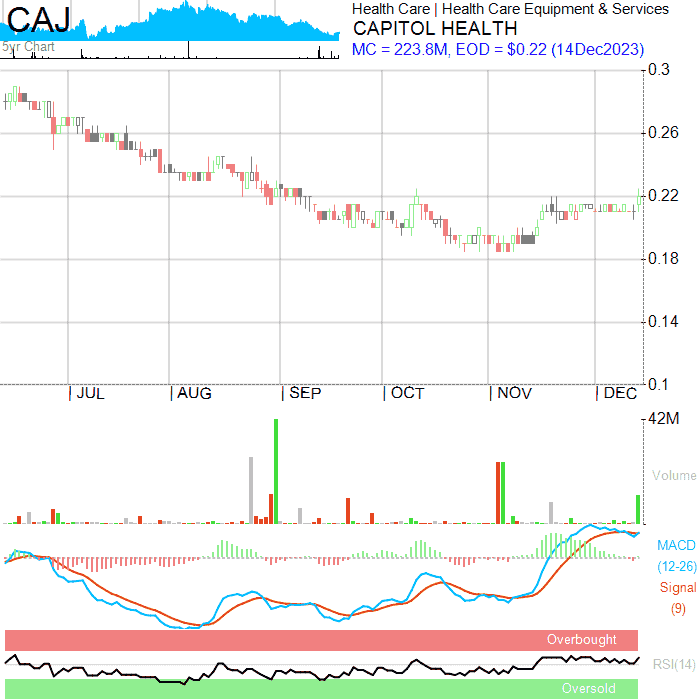 CAJ
5yr Chart
Health Care | Health Care Equipment & Services
CAPITOL HEALTH
MC = 223.8M, EOD = $0.22 (14Dec2023)
0.3
0.26
0.22
0.18
0.14
0.1
| JUL | AUG | SEP | OCT | NOV | DEC
42M
Volume
MACD
(12-26)
Signal
(9)
Overbought
RSI(14)
Oversold